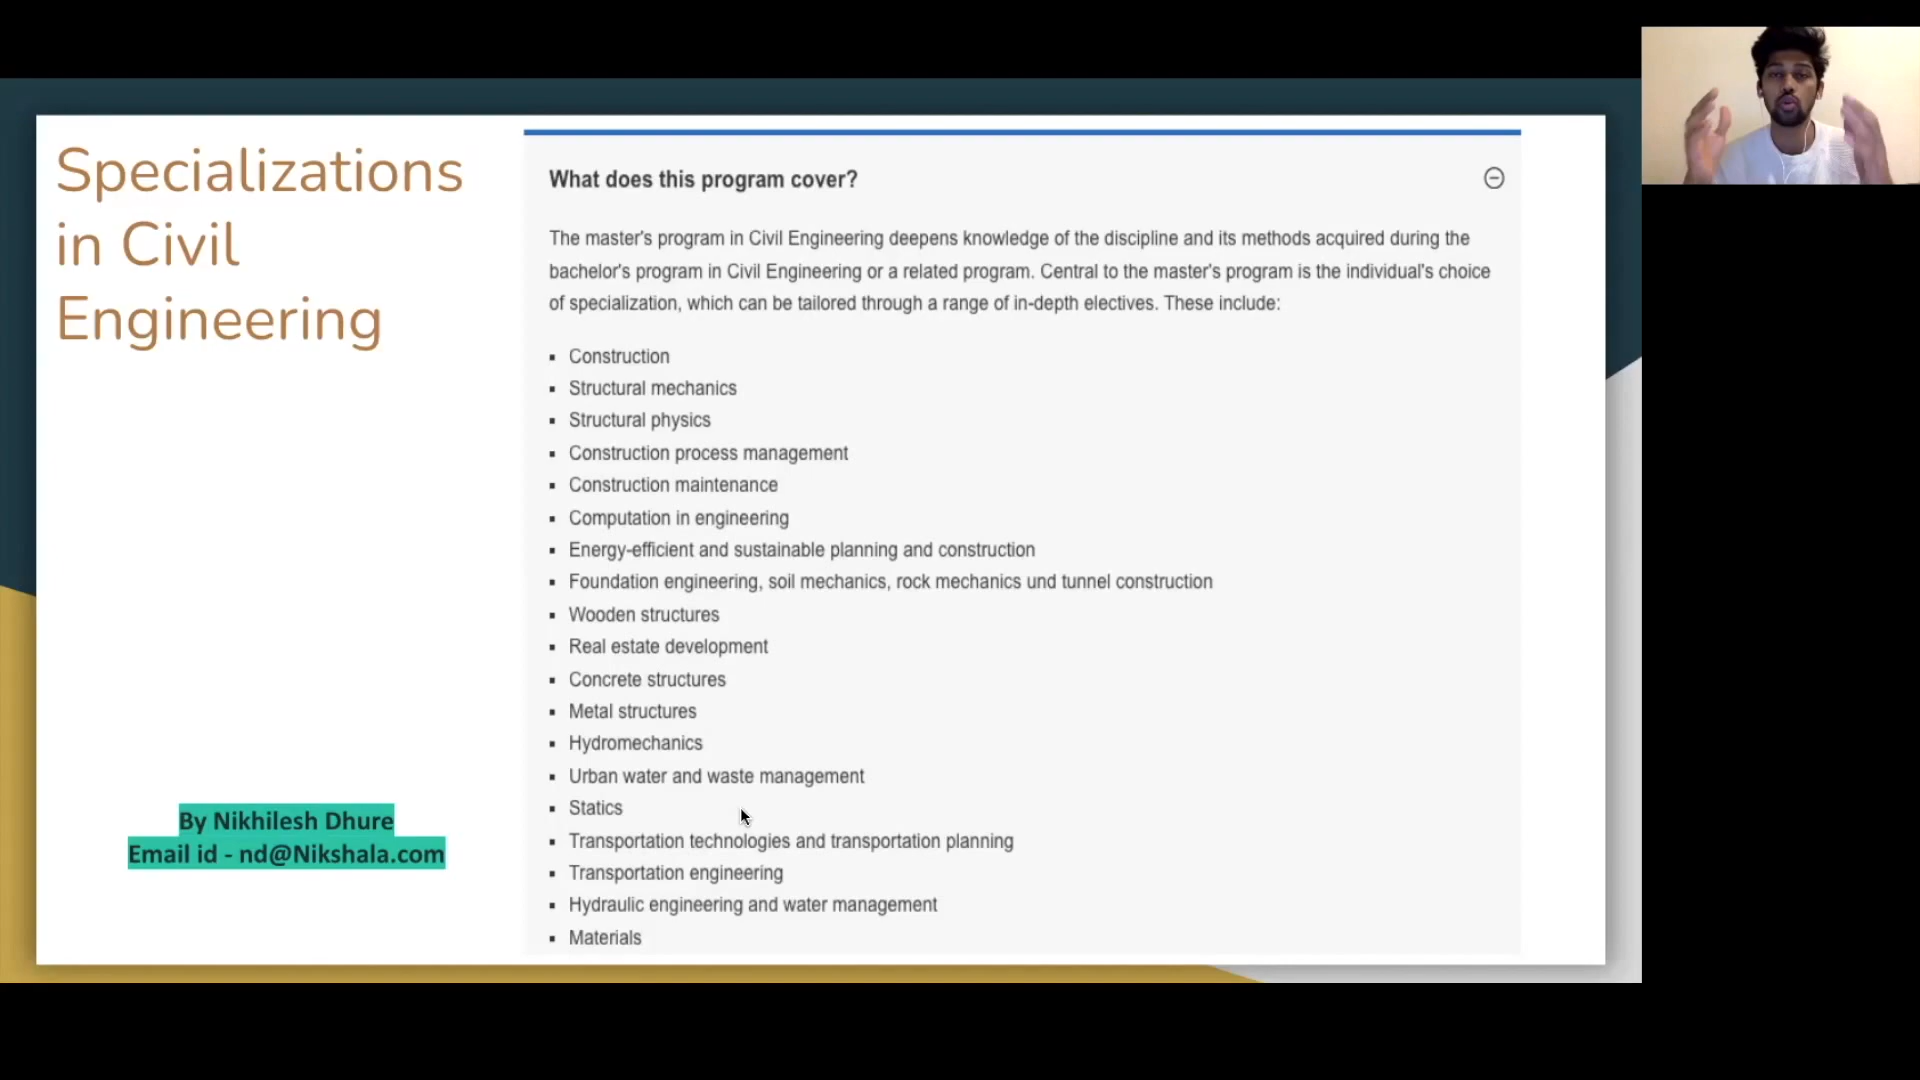 Specializations
in Civil
Engineering
By Nikhilesh Dhure
Email id - nd@Nikshala.com
What does this program cover?
The master's program in Civil Engineering deepens knowledge of the discipline and its methods acquired during the
bachelor's program in Civil Engineering or a related program. Central to the master's program is the individual's choice
of specialization, which can be tailored through a range of in-depth electives. These include:
▪ Construction
▪ Structural mechanics
▪ Structural physics
▪ Construction process management
▪ Construction maintenance
▪ Computation in engineering
▪ Energy-efficient and sustainable planning and construction
▪ Foundation engineering, soil mechanics, rock mechanics und tunnel construction
▪ Wooden structures
▪ Real estate development
▪ Concrete structures
▪ Metal structures
▪ Hydromechanics
▪ Urban water and waste management
▪ Statics
▪ Transportation technologies and transportation planning
▪ Transportation engineering
▪ Hydraulic engineering and water management
▪ Materials